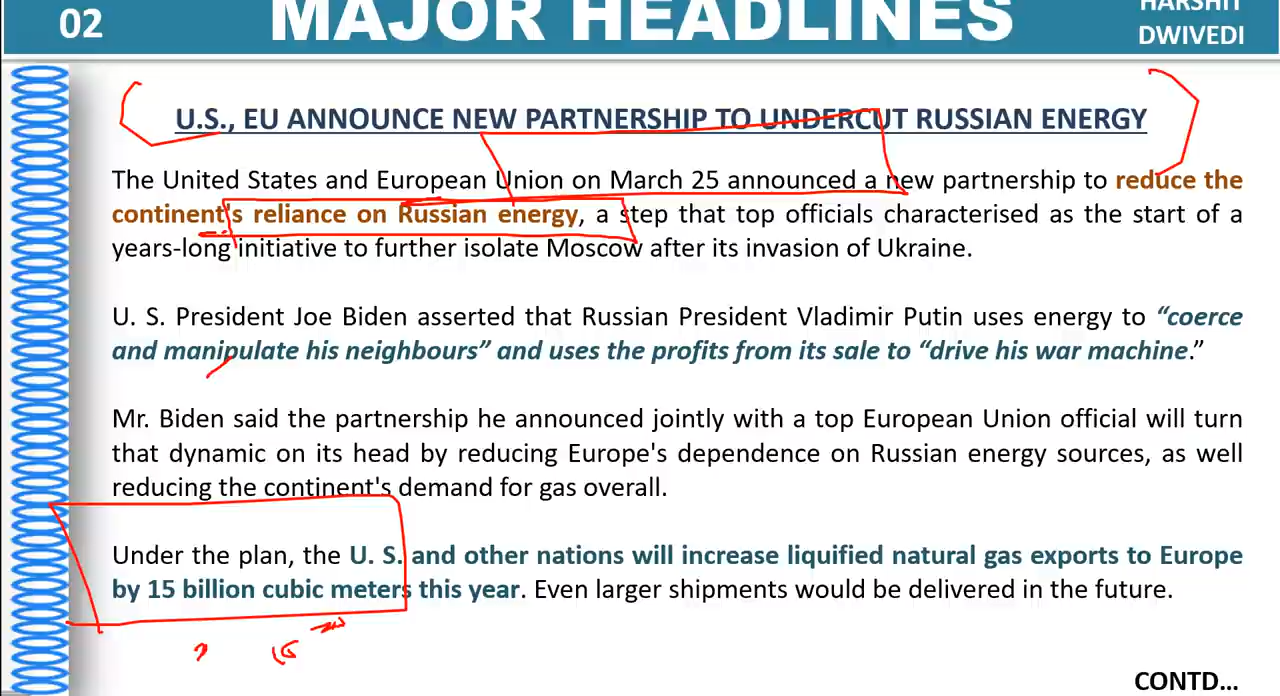 02
MAJOR HEADLINES
HARSHIT
DWIVEDI
U.S., EU ANNOUNCE NEW PARTNERSHIP TO UNDERCUT RUSSIAN ENERGY
The United States and European Union on March 25 announced a new partnership to reduce the
continent's reliance on Russian energy, a step that top officials characterised as the start of a
years-long initiative to further isolate Moscow after its invasion of Ukraine.
U. S. President Joe Biden asserted that Russian President Vladimir Putin uses energy to “coerce
and manipulate his neighbours” and uses the profits from its sale to “drive his war machine.”
Mr. Biden said the partnership he announced jointly with a top European Union official will turn
that dynamic on its head by reducing Europe's dependence on Russian energy sources, as well
reducing the continent's demand for gas overall.
Under the plan, the U. S. and other nations will increase liquified natural gas exports to Europe
by 15 billion cubic meters this year. Even larger shipments would be delivered in the future.
CONTD...